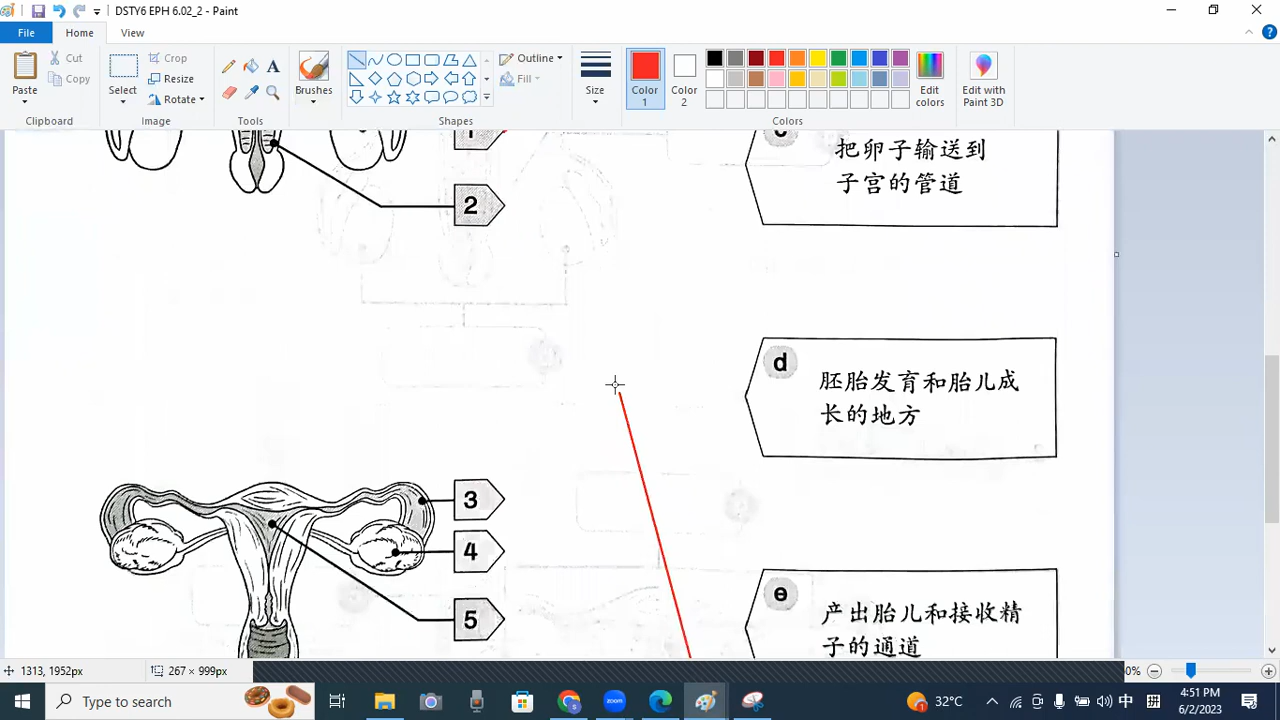 DSTY6 EPH 6.02_2 - Paint
File Home View
Paste
Cut
Copy
Clipboard
Select
Crop
Resize
Rotate
Image
Tools
Brushes
Outline
Fill
Shapes
Size
Color 1
Color 2
Edit colors
Edit with Paint 3D
Colors
把卵子输送到
子宫的管道
2
d
胚胎发育和胎儿成
长的地方
3
4
5
e
产出胎儿和接收精
子的通道
1313, 1952px
267 × 999px
Type here to search
zoom
32°C
中
拼
4:51 PM
6/2/2023